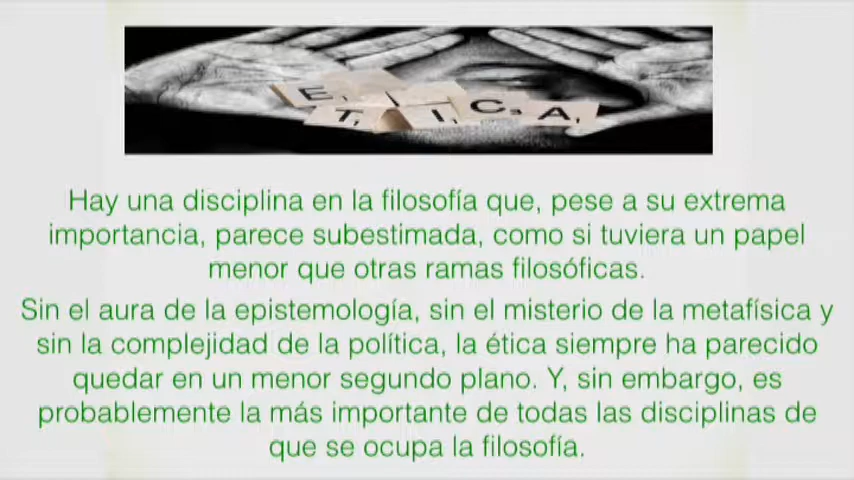 ETICA
Hay una disciplina en la filosofía que, pese a su extrema
importancia, parece subestimada, como si tuviera un papel
menor que otras ramas filosóficas.
Sin el aura de la epistemología, sin el misterio de la metafísica y
sin la complejidad de la política, la ética siempre ha parecido
quedar en un menor segundo plano. Y, sin embargo, es
probablemente la más importante de todas las disciplinas de
que se ocupa la filosofía.